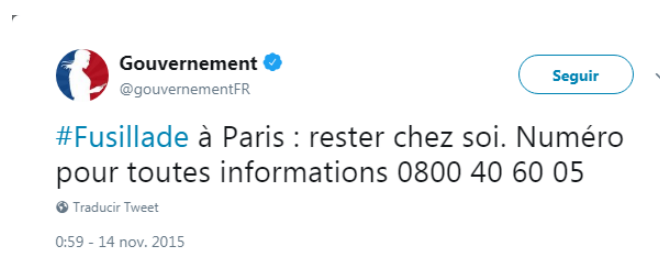 Gouvernement
@gouvernementFR
Seguir
#Fusillade à Paris : rester chez soi. Numéro
pour toutes informations 0800 40 60 05
Traducir Tweet
0:59 - 14 nov. 2015